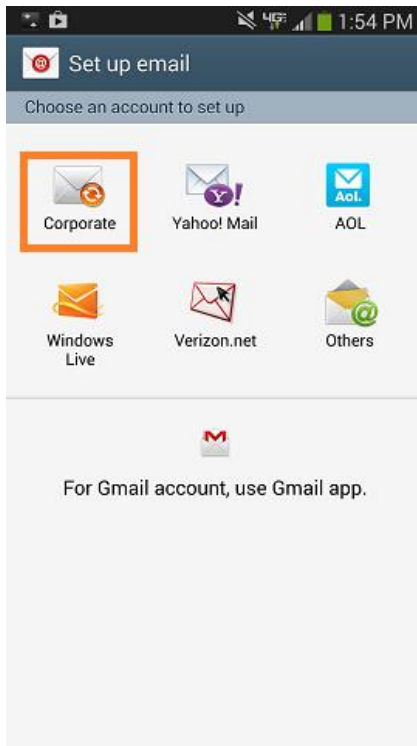 4G 1:54 PM
Set up email
Choose an account to set up
Corporate Yahoo! Mail AOL
Aol.
Windows Live Verizon.net Others
For Gmail account, use Gmail app.